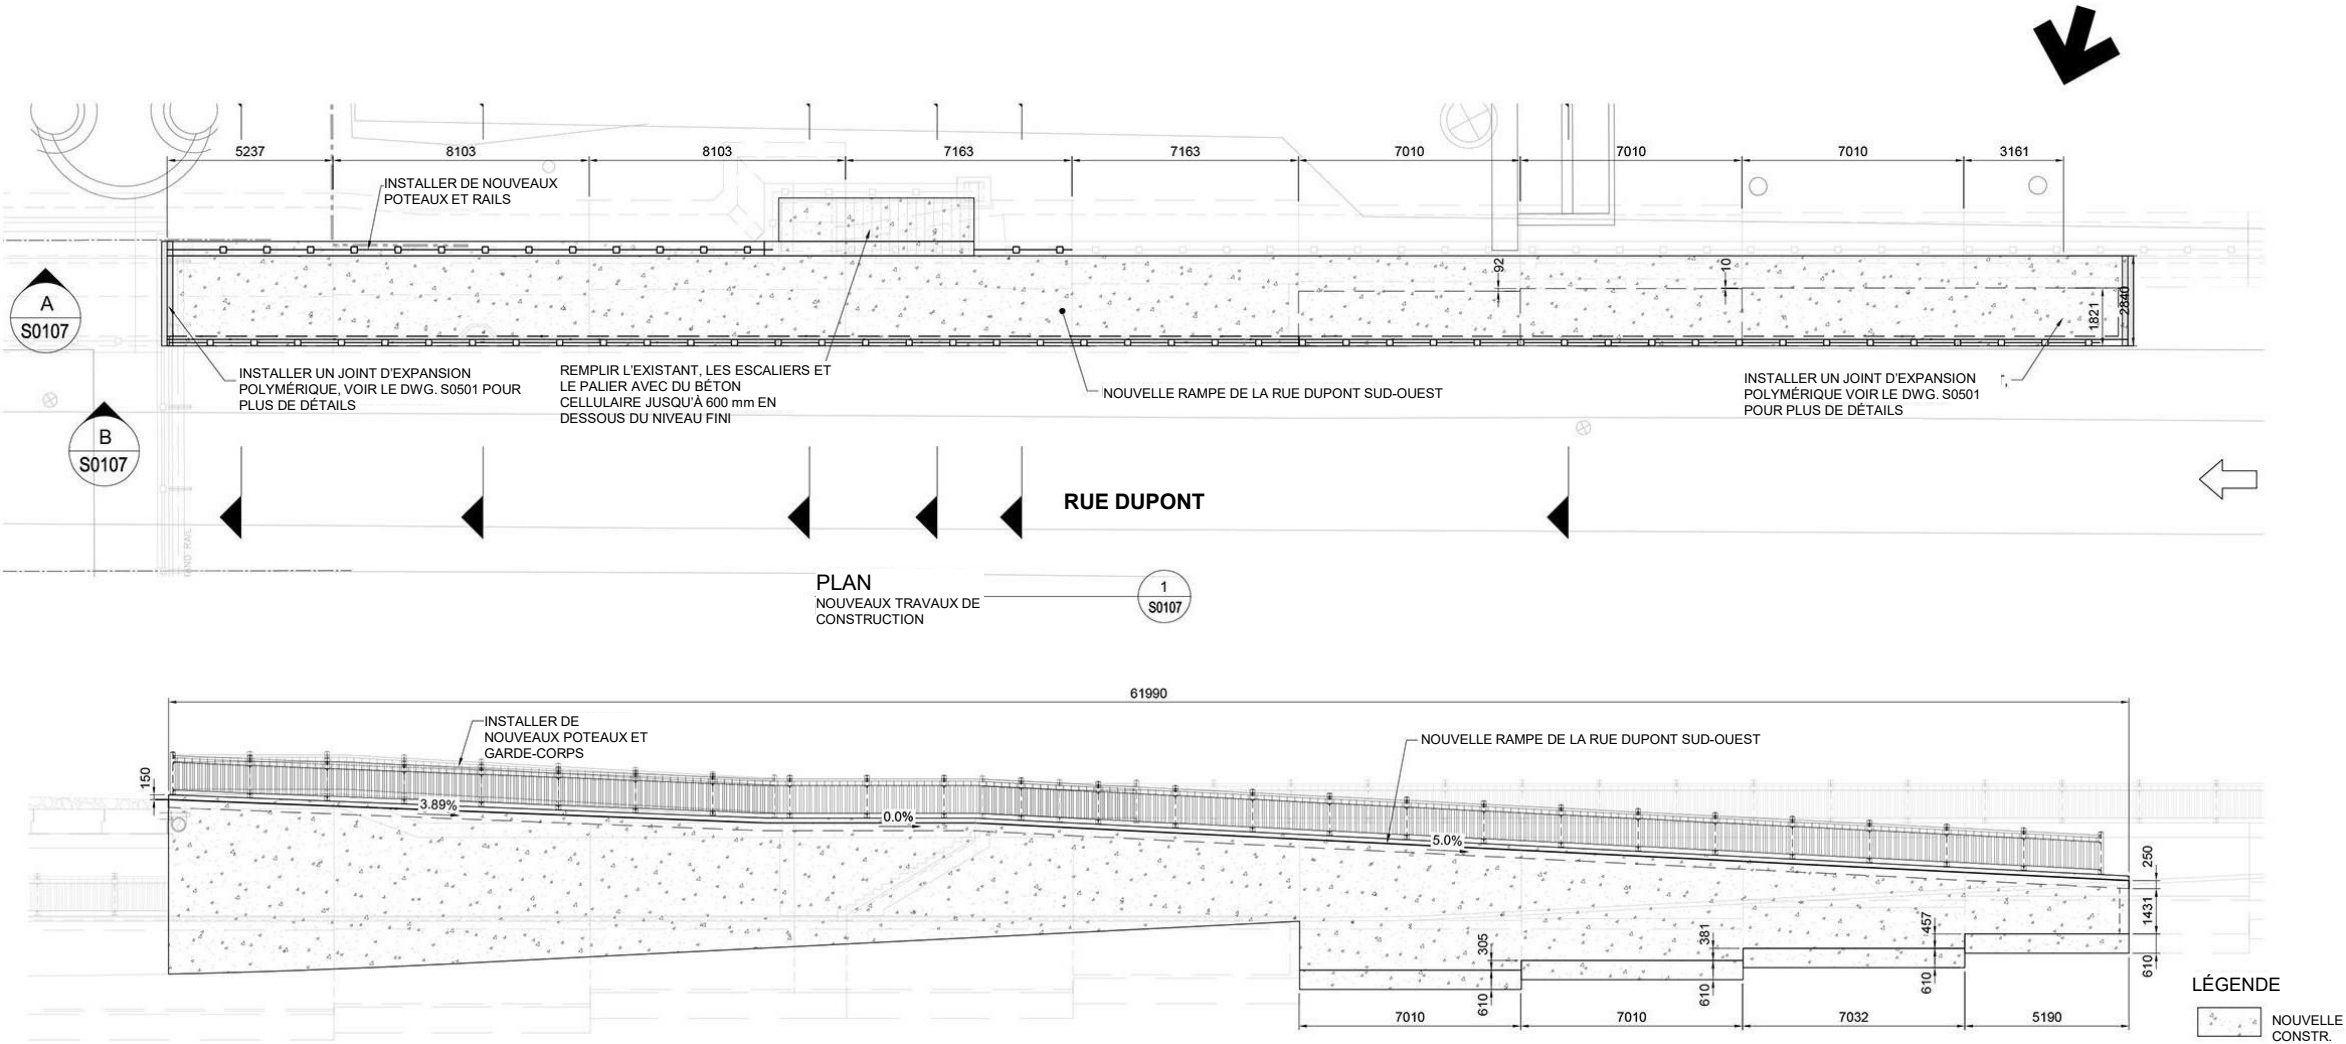 5237
8103
8103
7163
7163
7010
7010
7010
3161
INSTALLER DE NOUVEAUX
POTEAUX ET RAILS
92
10
1821
2840
A
S0107
B
S0107
INSTALLER UN JOINT D'EXPANSION
POLYMÉRIQUE, VOIR LE DWG. S0501 POUR
PLUS DE DÉTAILS
REMPLIR L'EXISTANT, LES ESCALIERS ET
LE PALIER AVEC DU BÉTON
CELLULAIRE JUSQU'À 600 mm EN
DESSOUS DU NIVEAU FINI
NOUVELLE RAMPE DE LA RUE DUPONT SUD-OUEST
INSTALLER UN JOINT D'EXPANSION
POLYMÉRIQUE VOIR LE DWG. S0501
POUR PLUS DE DÉTAILS
RUE DUPONT
PLAN
NOUVEAUX TRAVAUX DE
CONSTRUCTION
1
S0107
61990
INSTALLER DE
NOUVEAUX POTEAUX ET
GARDE-CORPS
NOUVELLE RAMPE DE LA RUE DUPONT SUD-OUEST
150
3.89%
0.0%
5.0%
250
1431
610
305
610
381
610
457
610
7010
7010
7032
5190
LÉGENDE
NOUVELLE
CONSTR.